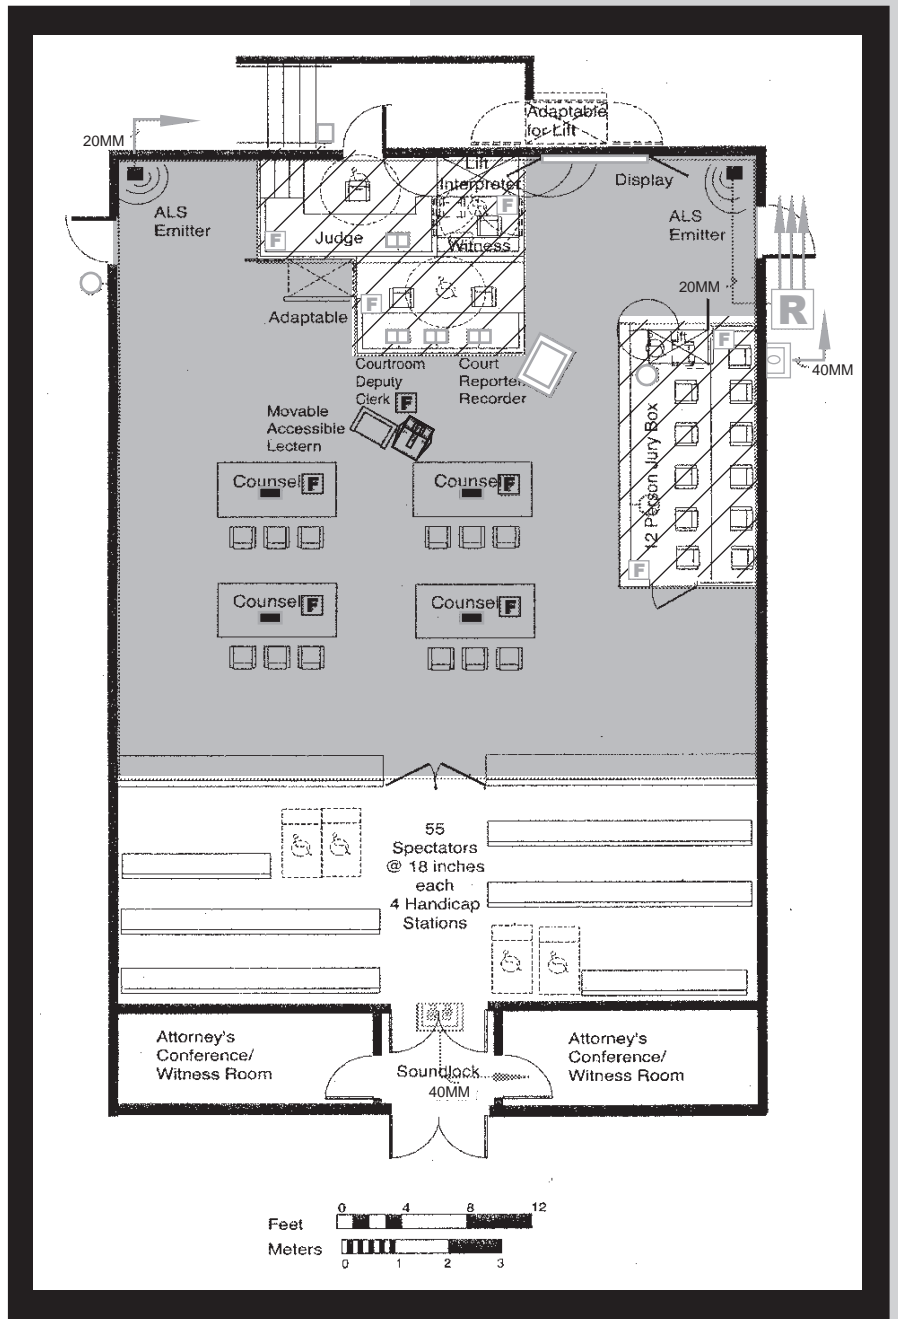 Adaptable
for Lift
20MM
Lift
Interpreter
Display
ALS
Emitter
ALS
Emitter
F
Judge
F
Witness
20MM
Adaptable
F
R
F
Lift
40MM
Courtroom
Deputy
Clerk F
Court
Reporter
Recorder
Movable
Accessible
Lectern
12 Person Jury Box
Counsel F
Counsel F
F
Counsel F
Counsel F
55
Spectators
@ 18 inches
each
4 Handicap
Stations
Attorney's
Conference/
Witness Room
Attorney's
Conference/
Witness Room
Soundlock
40MM
0 4 8 12
Feet
Meters
0 1 2 3